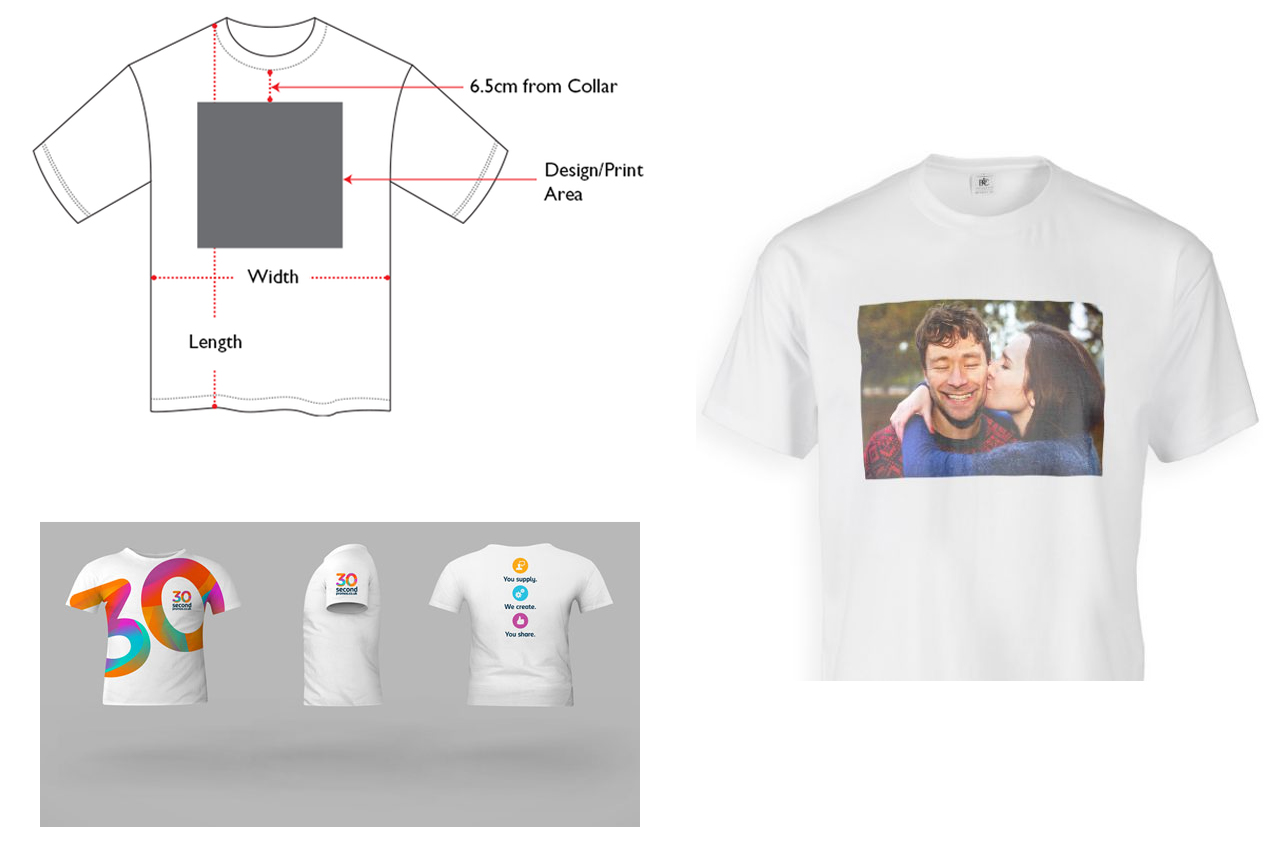 6.5cm from Collar
Design/Print
Area
Width
Length
30
second
30
second
You supply.
We create.
You share.